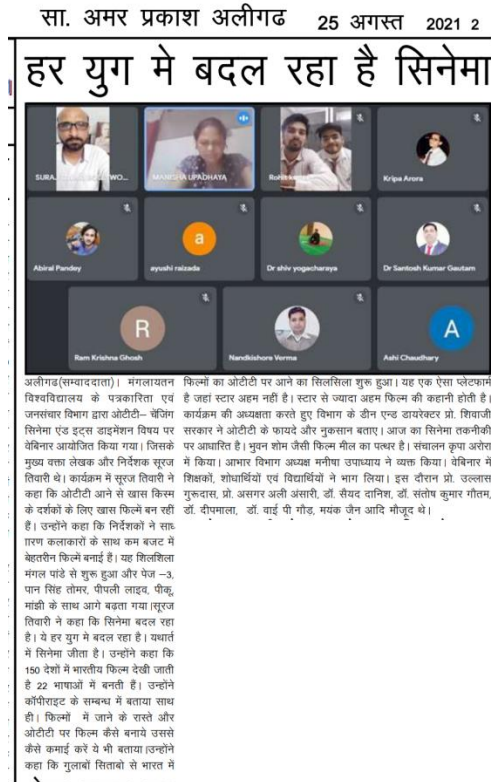 सा. अमर प्रकाश अलीगढ 25 अगस्त 2021 2
हर युग मे बदल रहा है सिनेमा
MANISHA UPADHAYA
Kripa Arora
Abiral Pandey
ayushi raizada
Dr shiv yogacharaya
Dr Santosh Kumar Gautam
Ram Krishna Ghosh
Nandkishore Verma
Ashi Chaudhary
अलीगढ(सम्वाददाता)। मंगलायतन
विश्वविद्यालय के पत्रकारिता एवं
जनसंचार विभाग द्वारा ओटीटी– चेंजिंग
सिनेमा एंड इट्स डाइमेंशन विषय पर
वेबिनार आयोजित किया गया। जिसके
मुख्य वक्ता लेखक और निर्देशक सूरज
तिवारी थे। कार्यक्रम में सूरज तिवारी ने
कहा कि ओटीटी आने से खास किस्म
के दर्शकों के लिए खास फिल्में बन रहीं
हैं। उन्होंने कहा कि निर्देशकों ने साध
ारण कलाकारों के साथ कम बजट में
बेहतरीन फिल्में बनाई हैं। यह शिलशिला
मंगल पांडे से शुरू हुआ और पेज –3,
पान सिंह तोमर, पीपली लाइव, पीकू,
मांझी के साथ आगे बढ़ता गया।सूरज
तिवारी ने कहा कि सिनेमा बदल रहा
है। ये हर युग मे बदल रहा है। यथार्त
में सिनेमा जीता है। उन्होंने कहा कि
150 देशों में भारतीय फिल्म देखी जाती
है 22 भाषाओं में बनती हैं। उन्होंने
कॉपीराइट के सम्बन्ध में बताया साथ
ही। फिल्मों में जाने के रास्ते और
ओटीटी पर फिल्म कैसे बनाये उससे
कैसे कमाई करें ये भी बताया।उन्होंने
कहा कि गुलाबों सिताबो से भारत में
फिल्मों का ओटीटी पर आने का सिलसिला शुरू हुआ। यह एक ऐसा प्लेटफार्म
है जहां स्टार अहम नहीं है। स्टार से ज्यादा अहम फिल्म की कहानी होती है।
कार्यक्रम की अध्यक्षता करते हुए विभाग के डीन एन्ड डायरेक्टर प्रो. शिवाजी
सरकार ने ओटीटी के फायदे और नुकसान बताए। आज का सिनेमा तकनीकी
पर आधारित है। भुवन शोम जैसी फिल्म मील का पत्थर है। संचालन कृपा अरोरा
में किया। आभार विभाग अध्यक्ष मनीषा उपाध्याय ने व्यक्त किया। वेबिनार में
शिक्षकों, शोधार्थियों एवं विद्यार्थियों ने भाग लिया। इस दौरान प्रो. उल्लास
गुरूदास, प्रो. असगर अली अंसारी, डॉ. सैयद दानिश, डॉ. संतोष कुमार गौतम,
डॉ. दीपमाला, डॉ. वाई पी गौड़, मयंक जैन आदि मौजूद थे।